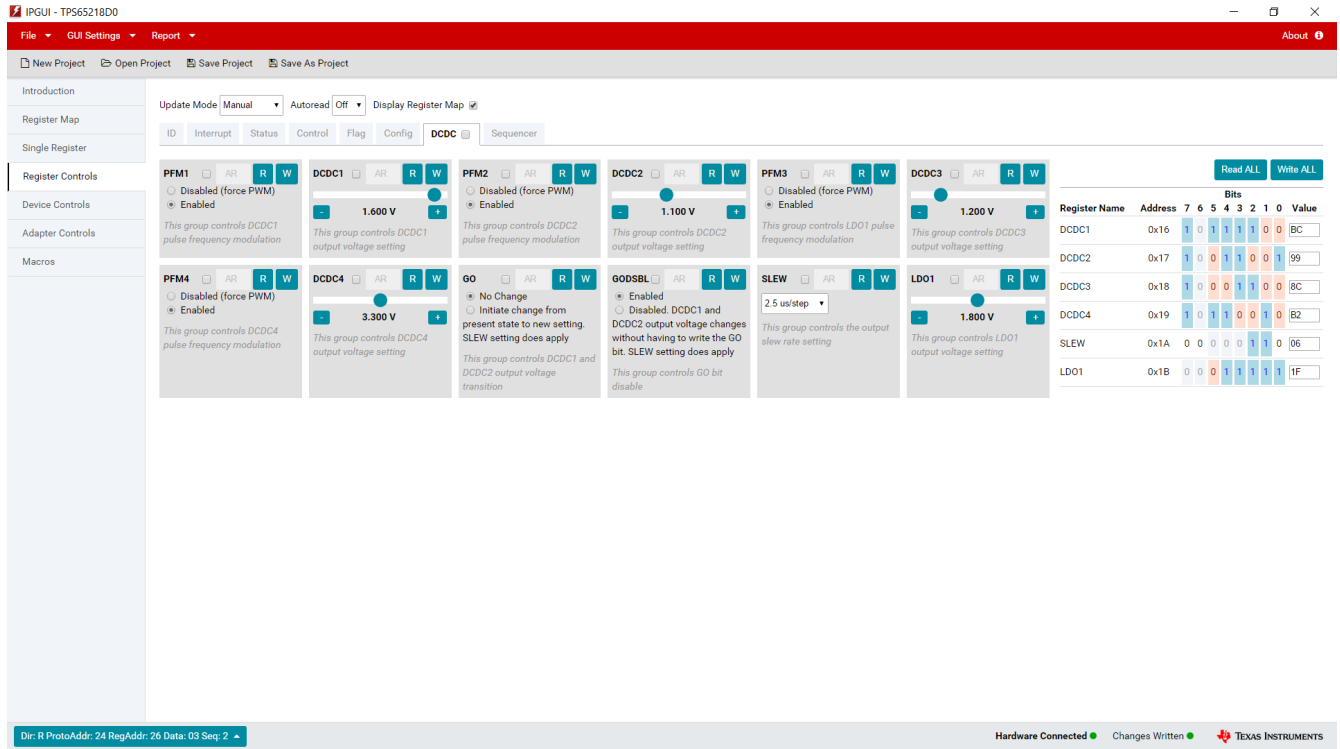 IPGUI - TPS65218D0
File GUI Settings Report About
New Project Open Project Save Project Save As Project
Introduction
Register Map
Single Register
Register Controls
Device Controls
Adapter Controls
Macros
Update Mode Manual Autoread Off Display Register Map
ID Interrupt Status Control Flag Config DCDC Sequencer
PFM1 AR R W
Disabled (force PWM)
Enabled
This group controls DCDC1
pulse frequency modulation
DCDC1 AR R W
- 1.600 V +
This group controls DCDC1
output voltage setting
PFM2 AR R W
Disabled (force PWM)
Enabled
This group controls DCDC2
pulse frequency modulation
DCDC2 AR R W
- 1.100 V +
This group controls DCDC2
output voltage setting
PFM3 AR R W
Disabled (force PWM)
Enabled
This group controls LDO1 pulse
frequency modulation
DCDC3 AR R W
- 1.200 V +
This group controls DCDC3
output voltage setting
PFM4 AR R W
Disabled (force PWM)
Enabled
This group controls DCDC4
pulse frequency modulation
DCDC4 AR R W
- 3.300 V +
This group controls DCDC4
output voltage setting
GO AR R W
No Change
Initiate change from
present state to new setting.
SLEW setting does apply
This group controls DCDC1 and
DCDC2 output voltage
transition
GODSBL AR R W
Enabled
Disabled. DCDC1 and
DCDC2 output voltage changes
without having to write the GO
bit. SLEW setting does apply
This group controls GO bit
disable
SLEW AR R W
2.5 us/step
This group controls the output
slew rate setting
LDO1 AR R W
- 1.800 V +
This group controls LDO1
output voltage setting
Read ALL Write ALL
Bits
Register Name Address 7 6 5 4 3 2 1 0 Value
DCDC1 0x16 1 0 1 1 1 1 0 0 BC
DCDC2 0x17 1 0 0 1 1 0 0 1 99
DCDC3 0x18 1 0 0 0 1 1 0 0 8C
DCDC4 0x19 1 0 1 1 0 0 1 0 B2
SLEW 0x1A 0 0 0 0 0 1 1 0 06
LDO1 0x1B 0 0 0 1 1 1 1 1 1F
Dir: R ProtoAddr: 24 RegAddr: 26 Data: 03 Seq: 2
Hardware Connected Changes Written TEXAS INSTRUMENTS